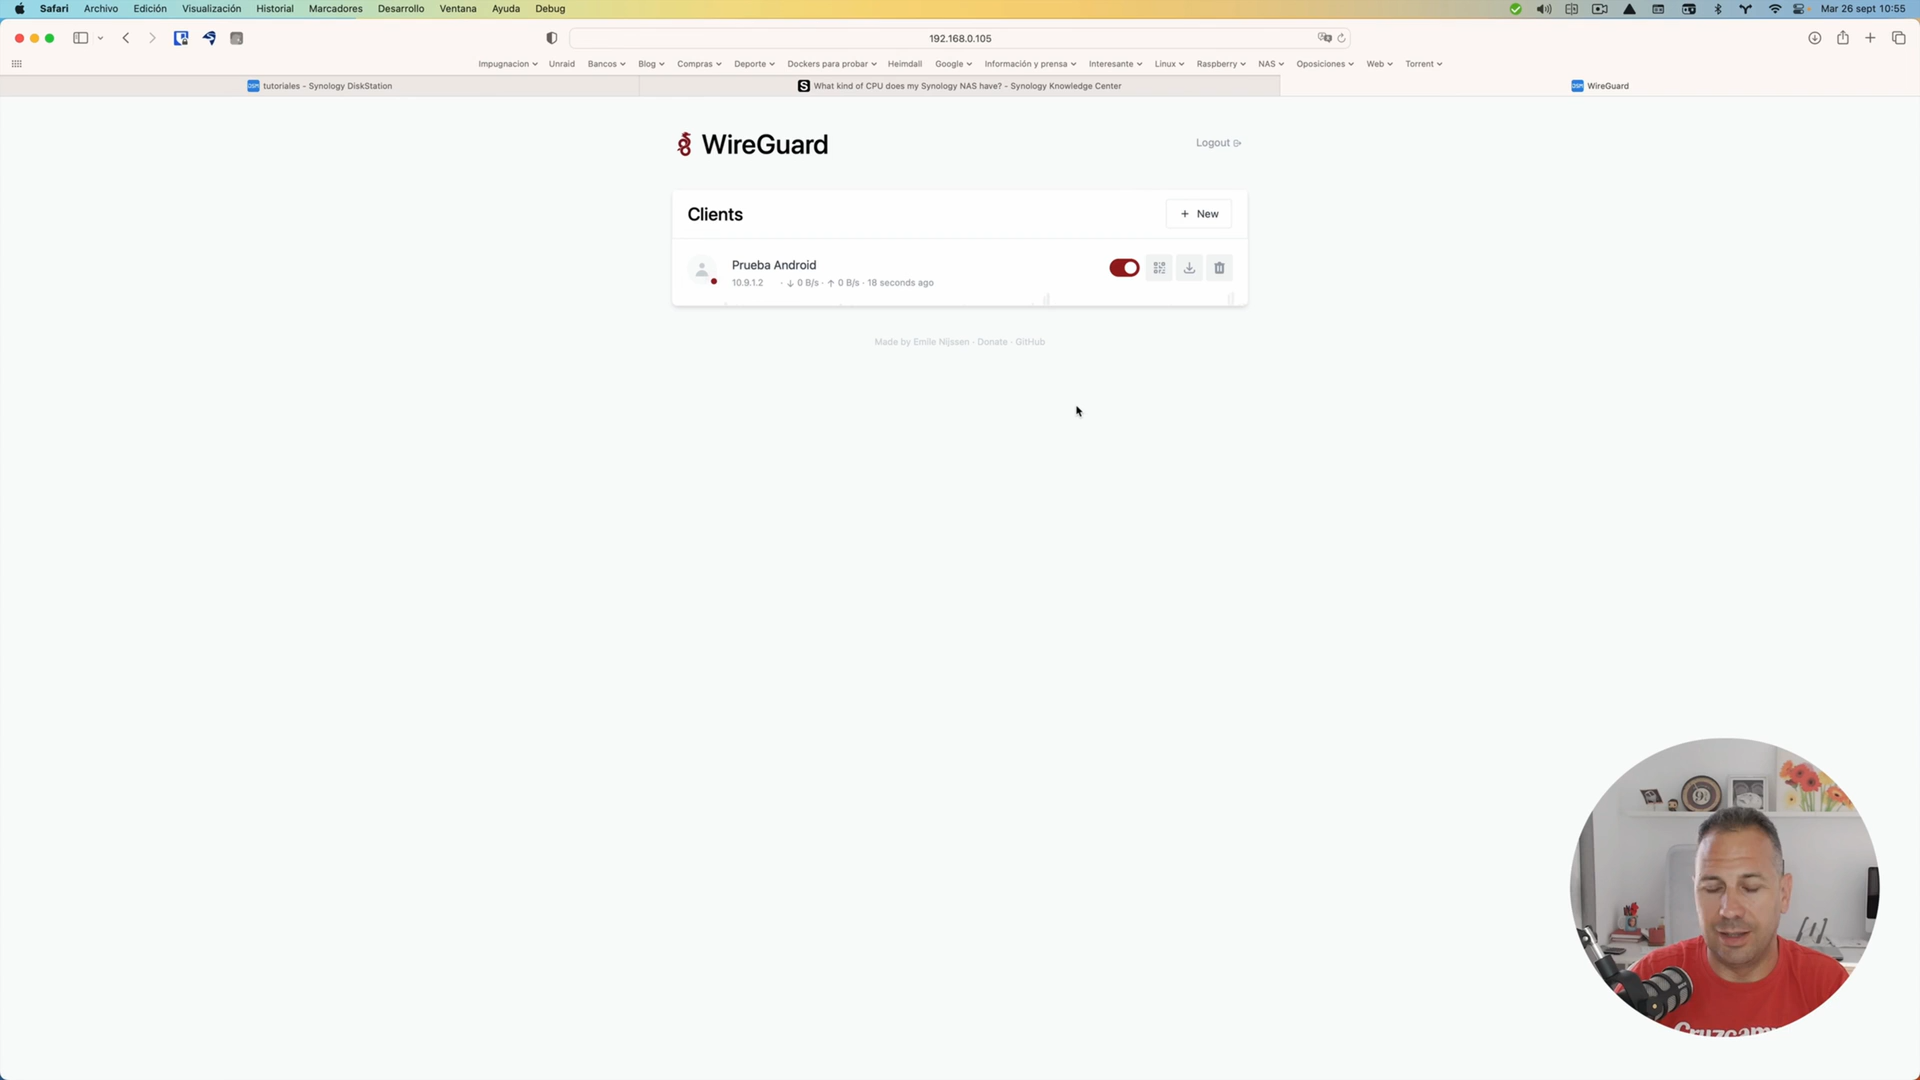 Safari Archivo Edición Visualización Historial Marcadores Desarrollo Ventana Ayuda Debug Mar 26 sept 10:55
192.168.0.105
Impugnacion Unraid Bancos Blog Compras Deporte Dockers para probar Heimdall Google Información y prensa Interesante Linux Raspberry NAS Oposiciones Web Torrent
tutoriales - Synology DiskStation What kind of CPU does my Synology NAS have? - Synology Knowledge Center WireGuard
WireGuard Logout
Clients + New
Prueba Android
10.9.1.2 · ↓ 0 B/s · ↑ 0 B/s · 18 seconds ago
Made by Emile Nijssen · Donate · GitHub